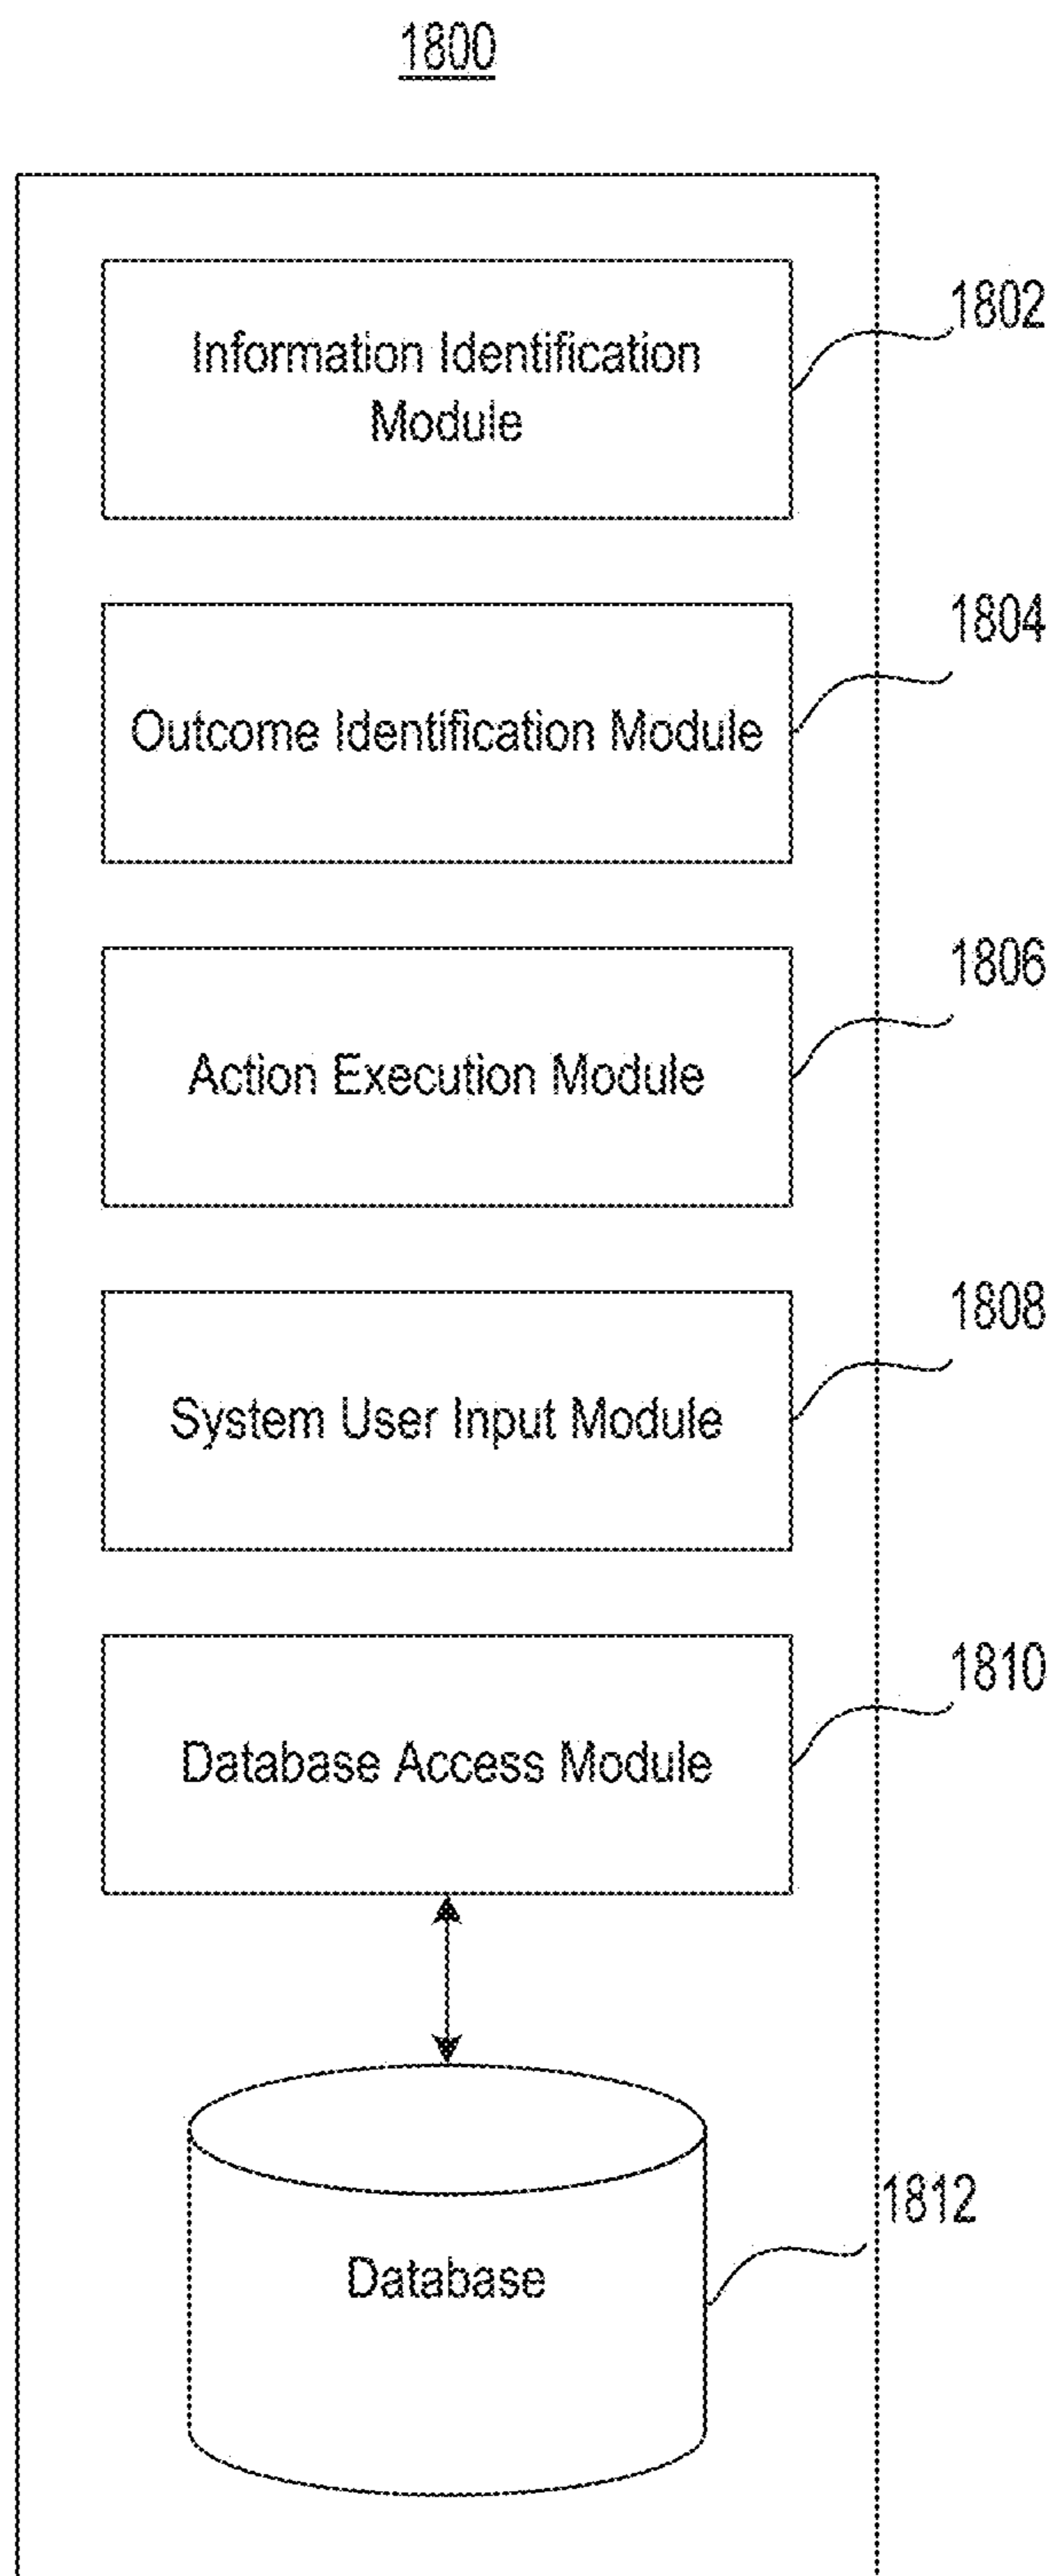 1800
Information Identification
Module
1802
Outcome Identification Module
1804
Action Execution Module
1806
System User Input Module
1808
Database Access Module
1810
Database
1812